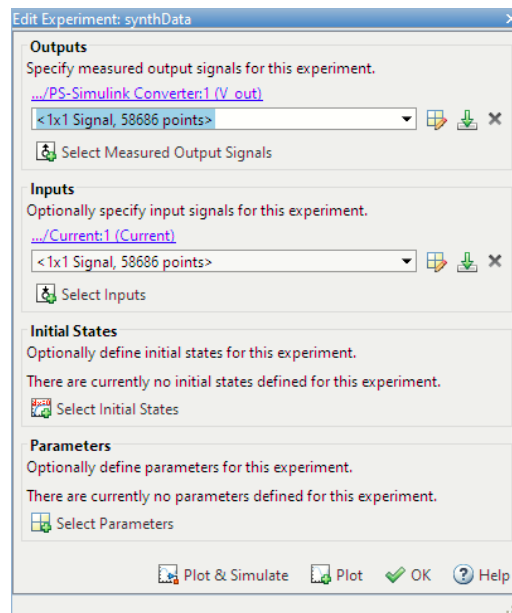 Edit Experiment: synthData
Outputs
Specify measured output signals for this experiment.
.../PS-Simulink Converter:1 (V_out)
<1x1 Signal, 58686 points>
Select Measured Output Signals
Inputs
Optionally specify input signals for this experiment.
.../Current:1 (Current)
<1x1 Signal, 58686 points>
Select Inputs
Initial States
Optionally define initial states for this experiment.
There are currently no initial states defined for this experiment.
Select Initial States
Parameters
Optionally define parameters for this experiment.
There are currently no parameters defined for this experiment.
Select Parameters
Plot & Simulate Plot OK Help